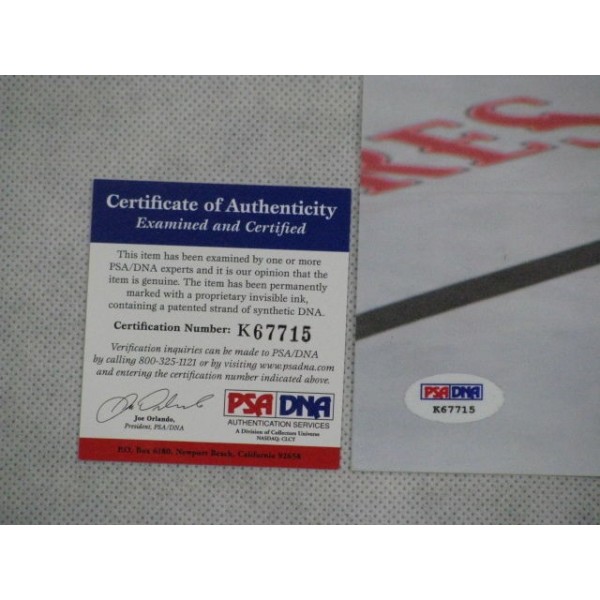 Certificate of Authenticity
Examined and Certified
This item has been examined by one or more
PSA/DNA experts and it is our opinion that the
item is genuine. The item has been permanently
marked with a proprietary invisible ink,
containing a patented strand of synthetic DNA.
Certification Number: K67715
Verification inquiries can be made to PSA/DNA
by calling 800-325-1121 or by visiting www.psadna.com
and entering the certification number indicated above.
Joe Orlando,
President, PSA/DNA
PSA DNA
AUTHENTICATION SERVICES
A Division of Collectors Universe
NASDAQ: CLCT
P.O. Box 6180, Newport Beach, California 92658
RES
PSA DNA
K67715